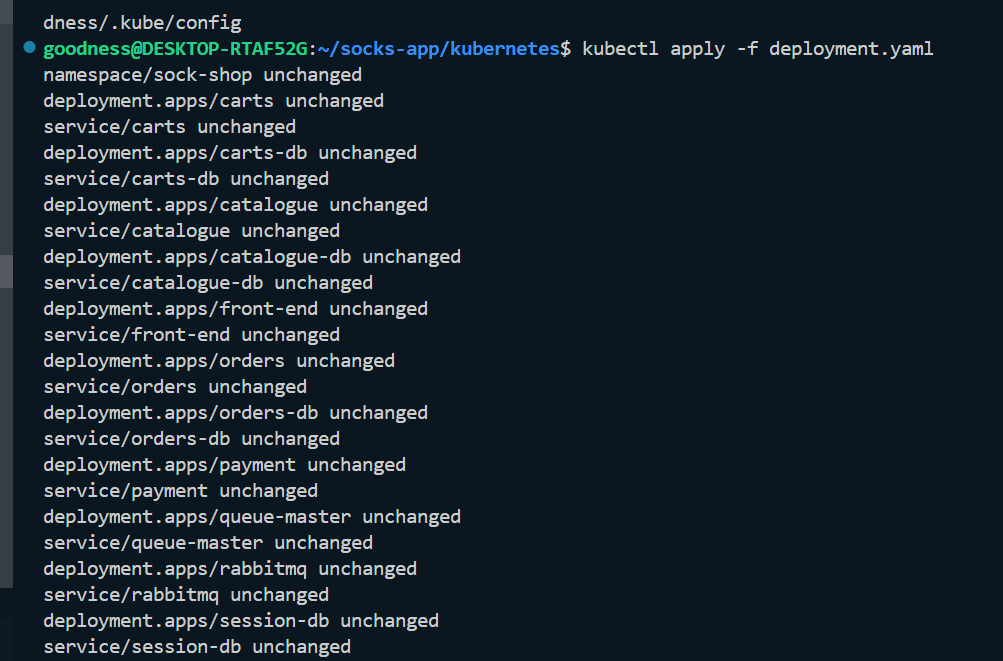 dness/.kube/config
goodness@DESKTOP-RTAF52G:~/socks-app/kubernetes$ kubectl apply -f deployment.yaml
namespace/sock-shop unchanged
deployment.apps/carts unchanged
service/carts unchanged
deployment.apps/carts-db unchanged
service/carts-db unchanged
deployment.apps/catalogue unchanged
service/catalogue unchanged
deployment.apps/catalogue-db unchanged
service/catalogue-db unchanged
deployment.apps/front-end unchanged
service/front-end unchanged
deployment.apps/orders unchanged
service/orders unchanged
deployment.apps/orders-db unchanged
service/orders-db unchanged
deployment.apps/payment unchanged
service/payment unchanged
deployment.apps/queue-master unchanged
service/queue-master unchanged
deployment.apps/rabbitmq unchanged
service/rabbitmq unchanged
deployment.apps/session-db unchanged
service/session-db unchanged